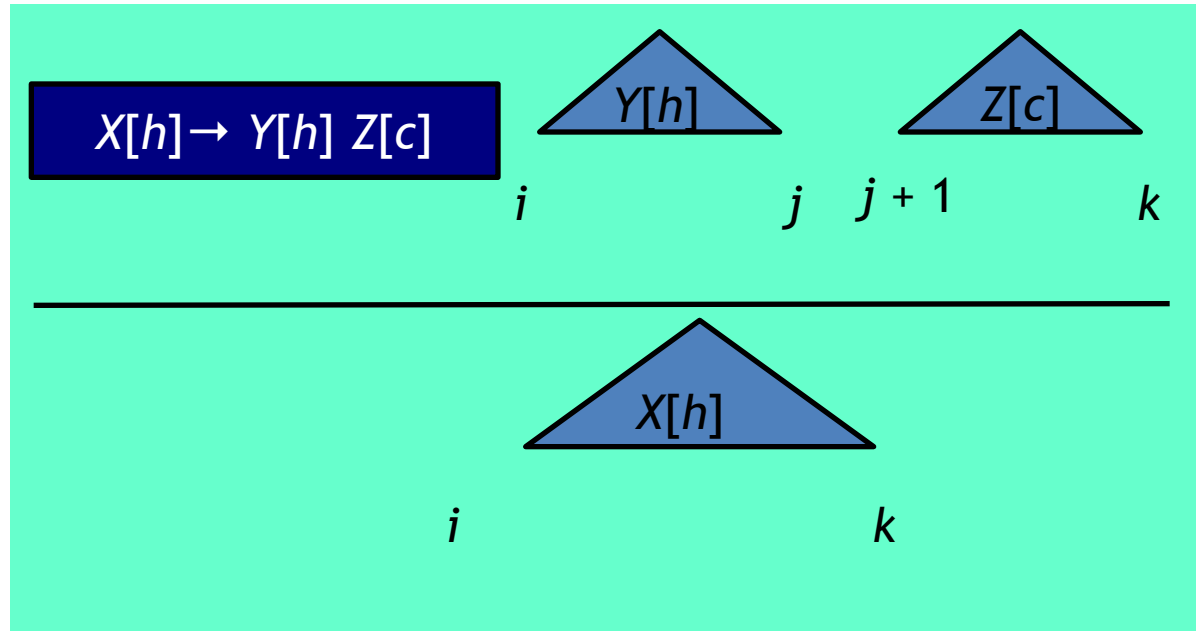 X[h]→ Y[h] Z[c]
Y[h]
Z[c]
i
j
j + 1
k
X[h]
i
k